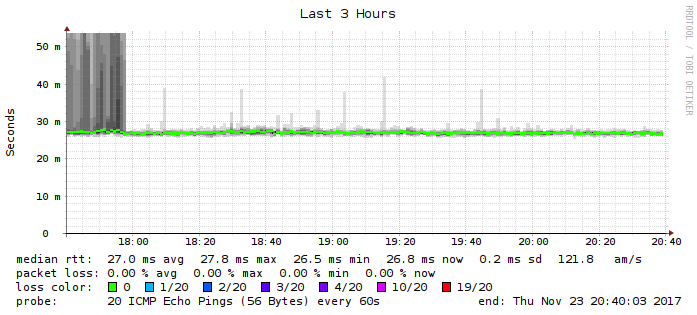 Last 3 Hours
RRDTOOL / TOBI OETIKER
Seconds
50 m
40 m
30 m
20 m
10 m
0
18:00 18:20 18:40 19:00 19:20 19:40 20:00 20:20 20:40
median rtt: 27.0 ms avg 27.8 ms max 26.5 ms min 26.8 ms now 0.2 ms sd 121.8 am/s
packet loss: 0.00 % avg 0.00 % max 0.00 % min 0.00 % now
loss color: 0 1/20 2/20 3/20 4/20 10/20 19/20
probe: 20 ICMP Echo Pings (56 Bytes) every 60s end: Thu Nov 23 20:40:03 2017